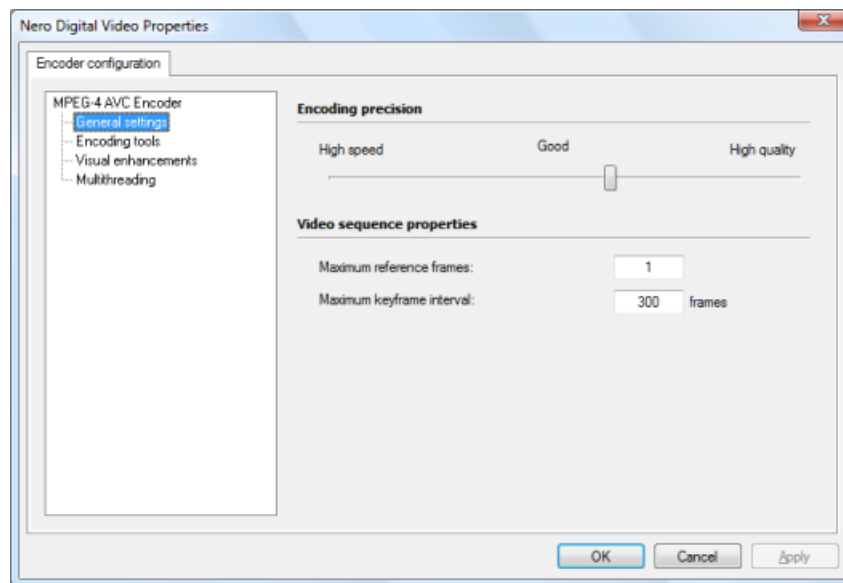 Nero Digital Video Properties
Encoder configuration
MPEG-4 AVC Encoder
General settings
Encoding tools
Visual enhancements
Multithreading
Encoding precision
High speed
Good
High quality
Video sequence properties
Maximum reference frames:
1
Maximum keyframe interval:
300
frames
OK
Cancel
Apply